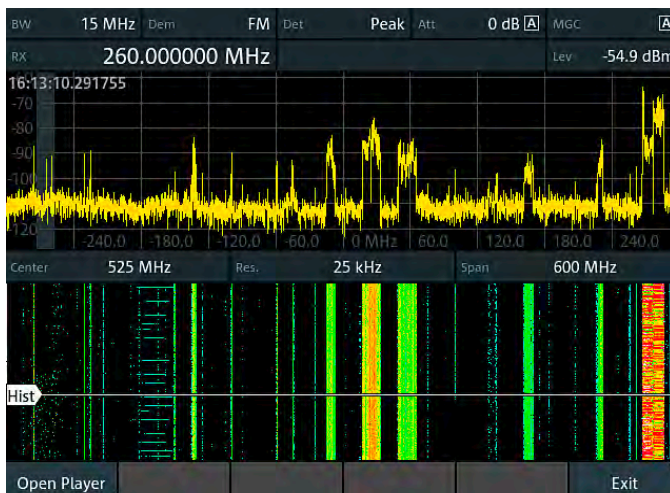 BW 15 MHz Dem FM Det Peak Att 0 dB A MGC A
RX 260.000000 MHz Lev -54.9 dBm
16:13:10.291755
-70
-80
-90
-100
-120
-240.0 -180.0 -120.0 -60.0 0 MHz 60.0 120.0 180.0 240.0
Center 525 MHz Res. 25 kHz Span 600 MHz
Hist
Open Player Exit